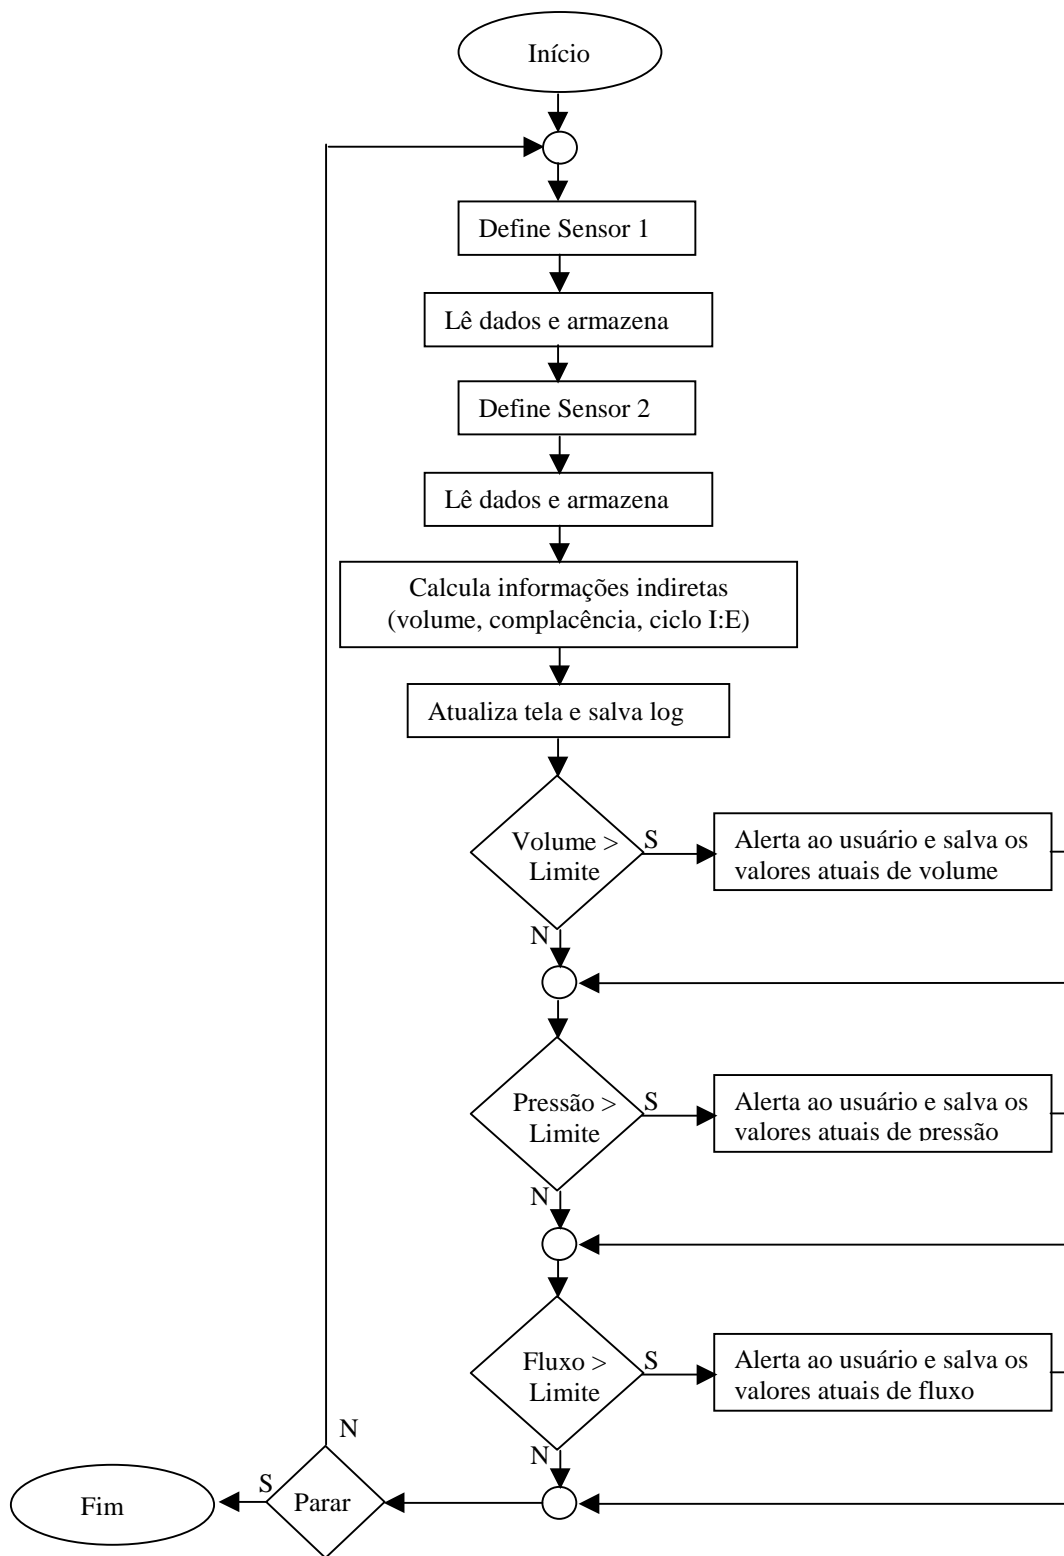 Início
Define Sensor 1
Lê dados e armazena
Define Sensor 2
Lê dados e armazena
Calcula informações indiretas
(volume, complacência, ciclo I:E)
Atualiza tela e salva log
Volume >
Limite
S
Alerta ao usuário e salva os
valores atuais de volume
N
Pressão >
Limite
S
Alerta ao usuário e salva os
valores atuais de pressão
N
Fluxo >
Limite
S
Alerta ao usuário e salva os
valores atuais de fluxo
N
N
S
Parar
Fim